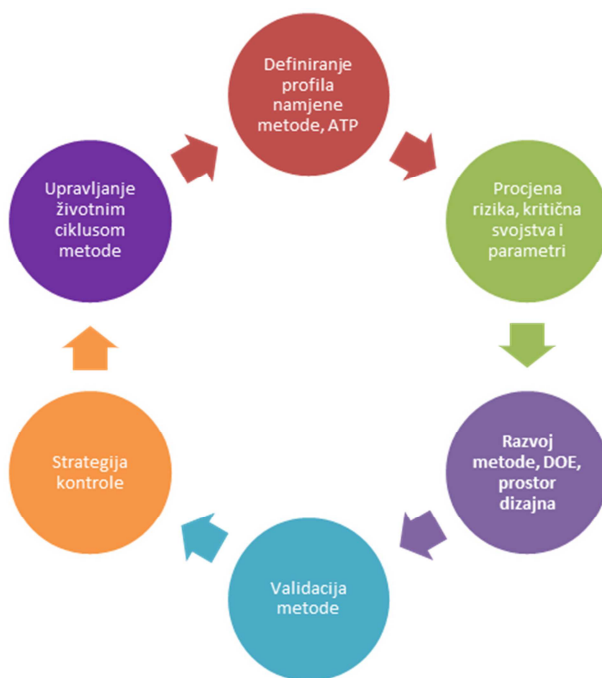 Definiranje
profila
namjene
metode, ATP
Procjena
rizika, kritična
svojstva i
parametri
Razvoj
metode, DOE,
prostor
dizajna
Validacija
metode
Strategija
kontrole
Upravljanje
životnim
ciklusom
metode